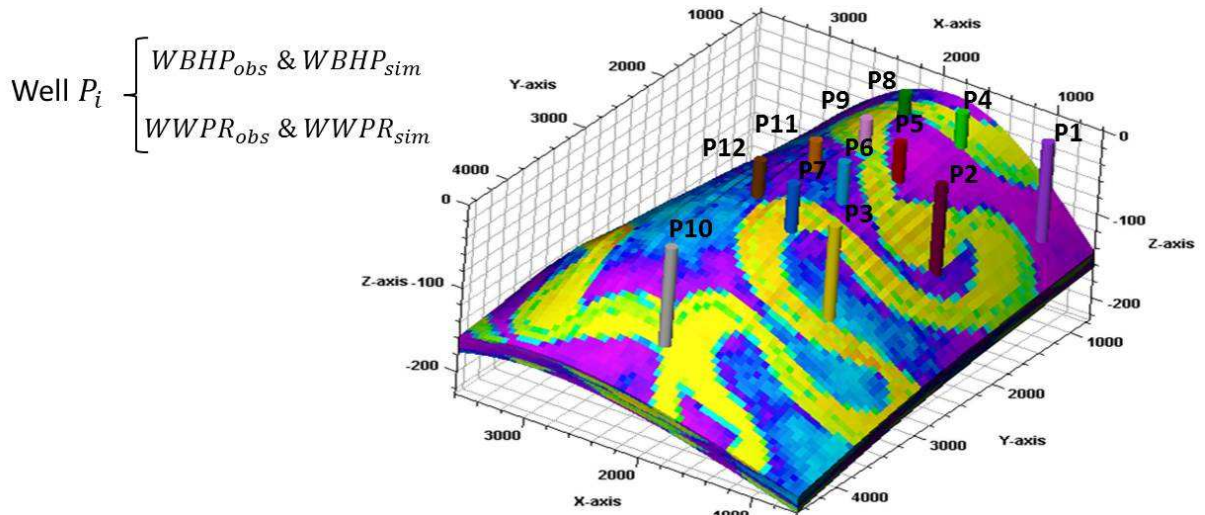 WBHP_obs & WBHP_sim
Well P_i
WWPR_obs & WWPR_sim
X-axis
1000
3000
2000
1000
0
-100
Z-axis
-200
1000
2000
Y-axis
3000
4000
Y-axis
2000
3000
4000
0
Z-axis -100
-200
3000
2000
X-axis
1000
P8
P4
P9
P5
P1
P11
P6
P12
P7
P2
P3
P10